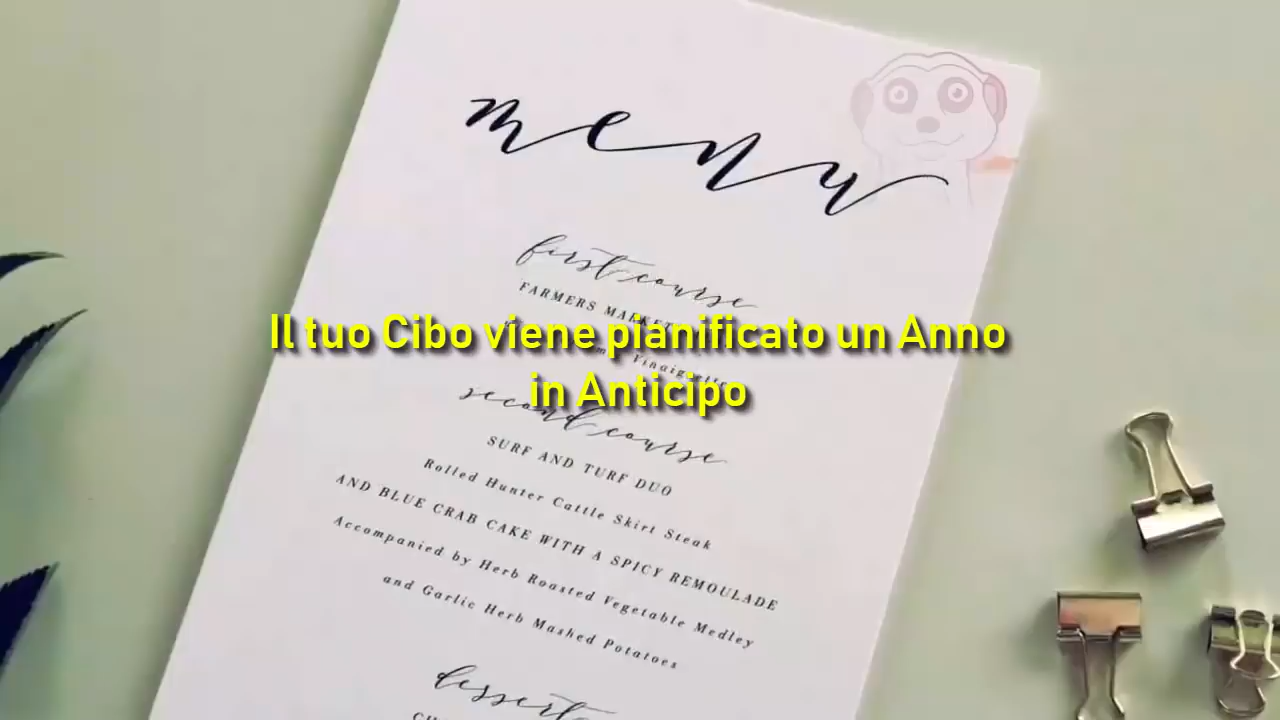 menu
first course
FARMERS MARKET
Il tuo Cibo viene pianificato un Anno
Vinaigrette
in Anticipo
second course
SURF AND TURF DUO
Rolled Hunter Cattle Skirt Steak
AND BLUE CRAB CAKE WITH A SPICY REMOULADE
Accompanied by Herb Roasted Vegetable Medley
and Garlic Herb Mashed Potatoes
dessert